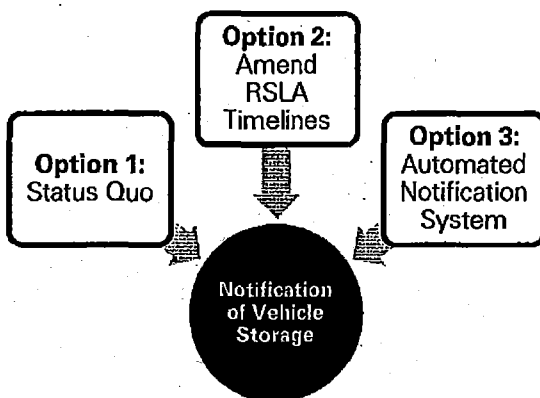 Option 1:
Status Quo
Option 2:
Amend
RSLA
Timelines
Option 3:
Automated
Notification
System
Notification
of Vehicle
Storage